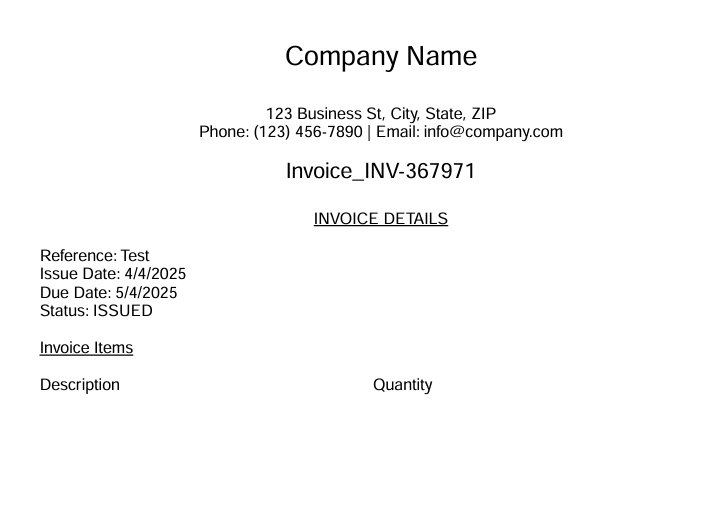 Company Name
123 Business St, City, State, ZIP
Phone: (123) 456-7890 | Email: info@company.com
Invoice_INV-367971
INVOICE DETAILS
Reference: Test
Issue Date: 4/4/2025
Due Date: 5/4/2025
Status: ISSUED
Invoice Items
Description Quantity